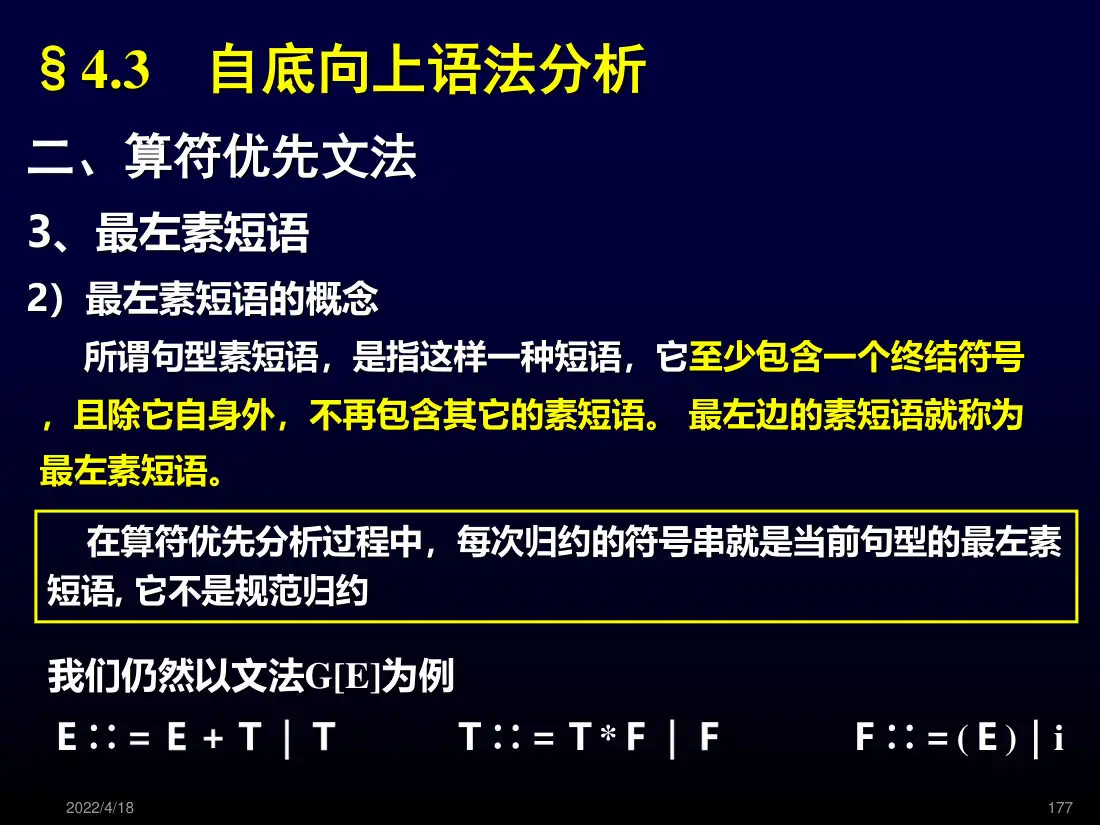 §4.3 自底向上语法分析
二、算符优先文法
3、最左素短语
2）最左素短语的概念
所谓句型素短语，是指这样一种短语，它至少包含一个终结符号
，且除它自身外，不再包含其它的素短语。 最左边的素短语就称为
最左素短语。
在算符优先分析过程中，每次归约的符号串就是当前句型的最左素
短语, 它不是规范归约
我们仍然以文法G[E]为例
E ∷= E + T | T T ∷= T * F | F F ∷= ( E ) | i
2022/4/18 177